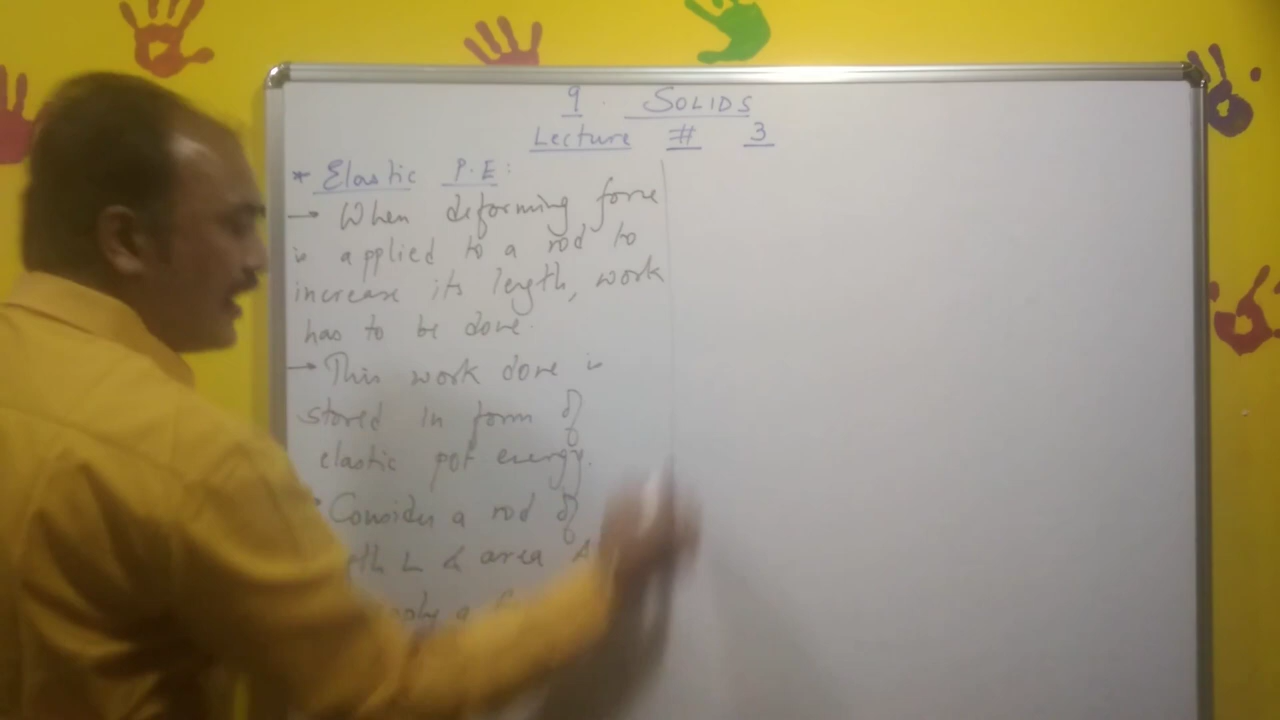 9. SOLIDS
Lecture # 3
* Elastic P.E:
→ When deforming force
is applied to a rod to
increase its length, work
has to be done.
→ This work done is
stored in form of
elastic pot energy.
Consider a rod of
L & area A
a